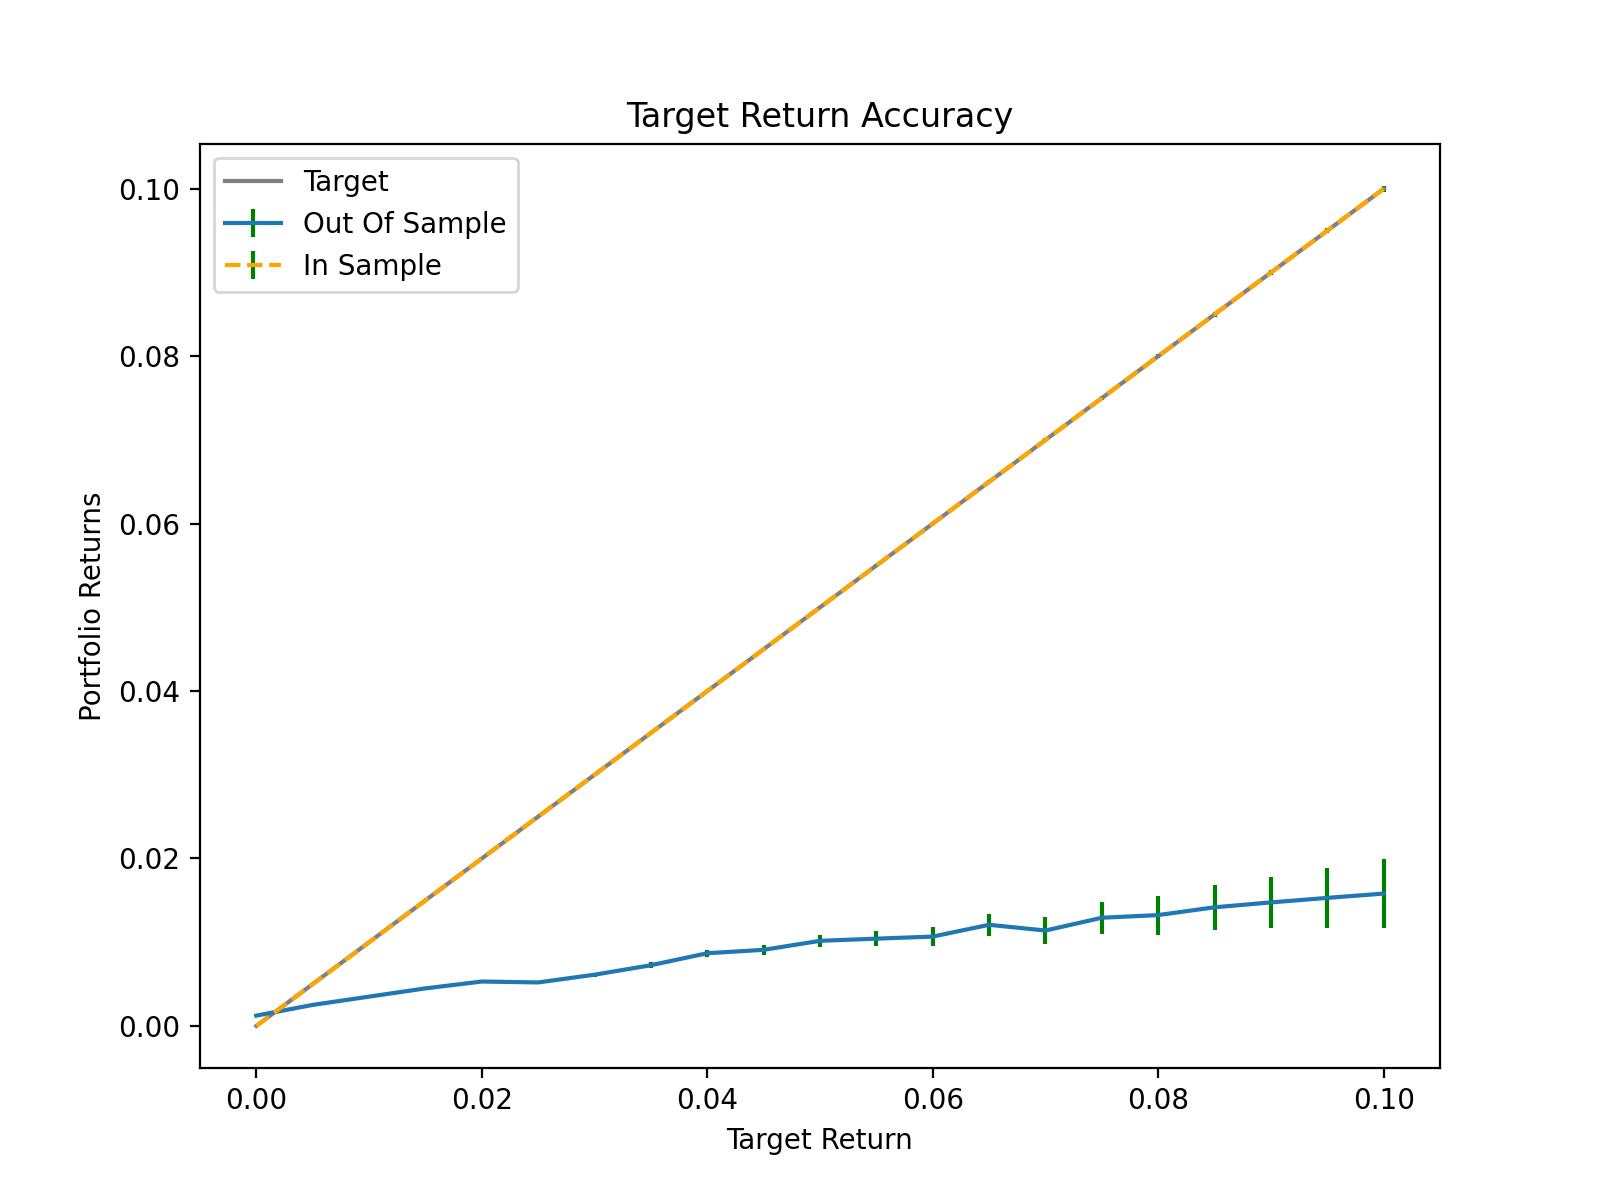 Target Return Accuracy
Target
Out Of Sample
In Sample
Portfolio Returns
0.10
0.08
0.06
0.04
0.02
0.00
0.00 0.02 0.04 0.06 0.08 0.10
Target Return